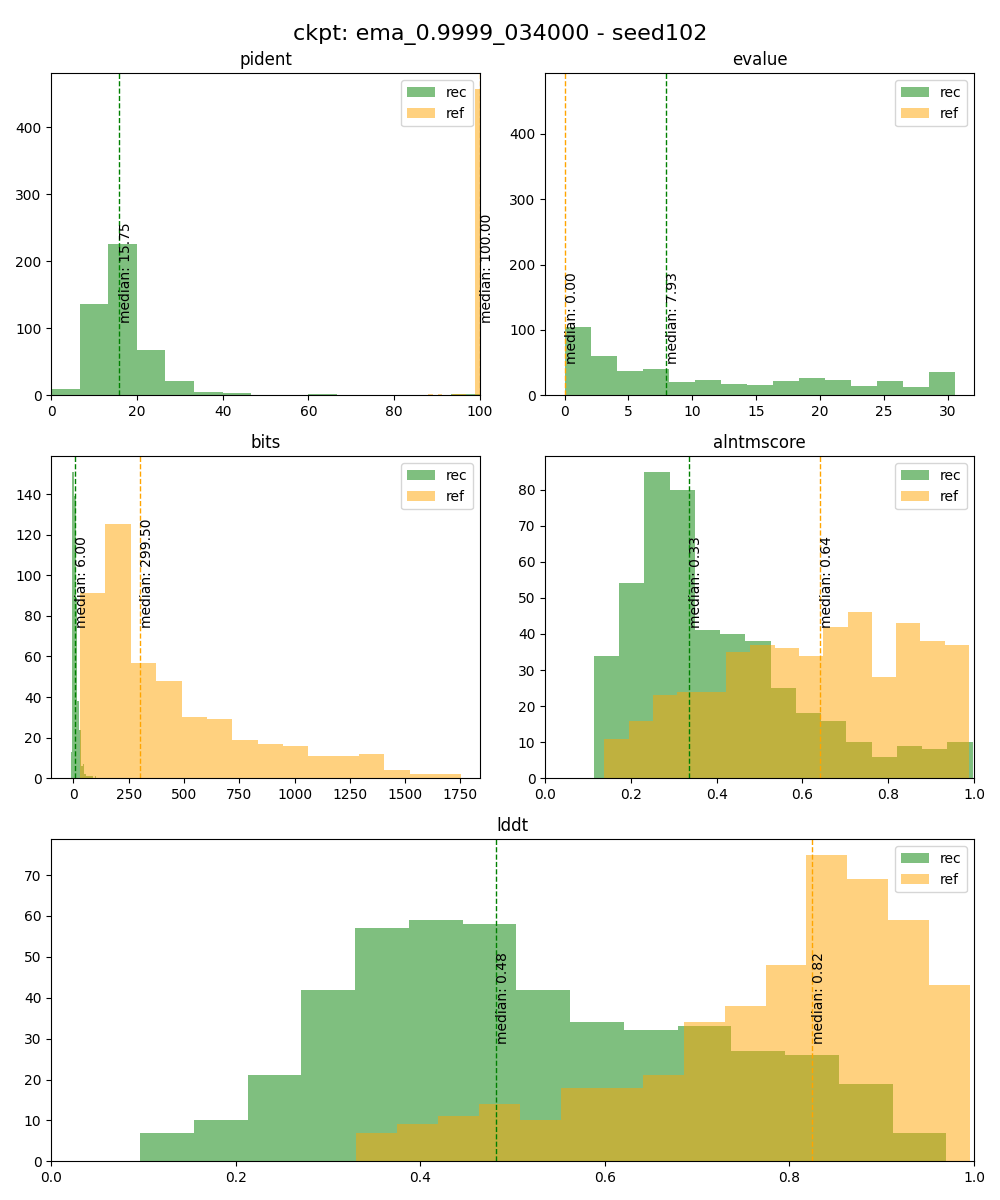 ckpt: ema_0.9999_034000 - seed102
pident
rec
ref
median: 15.75
median: 100.00
0
100
200
300
400
0
20
40
60
80
100
evalue
rec
ref
median: 0.00
median: 7.93
0
100
200
300
400
0
5
10
15
20
25
30
bits
rec
ref
median: 6.00
median: 299.50
0
20
40
60
80
100
120
140
0
250
500
750
1000
1250
1500
1750
alntmscore
rec
ref
median: 0.33
median: 0.64
0
10
20
30
40
50
60
70
80
0.0
0.2
0.4
0.6
0.8
1.0
lddt
rec
ref
median: 0.48
median: 0.82
0
10
20
30
40
50
60
70
0.0
0.2
0.4
0.6
0.8
1.0